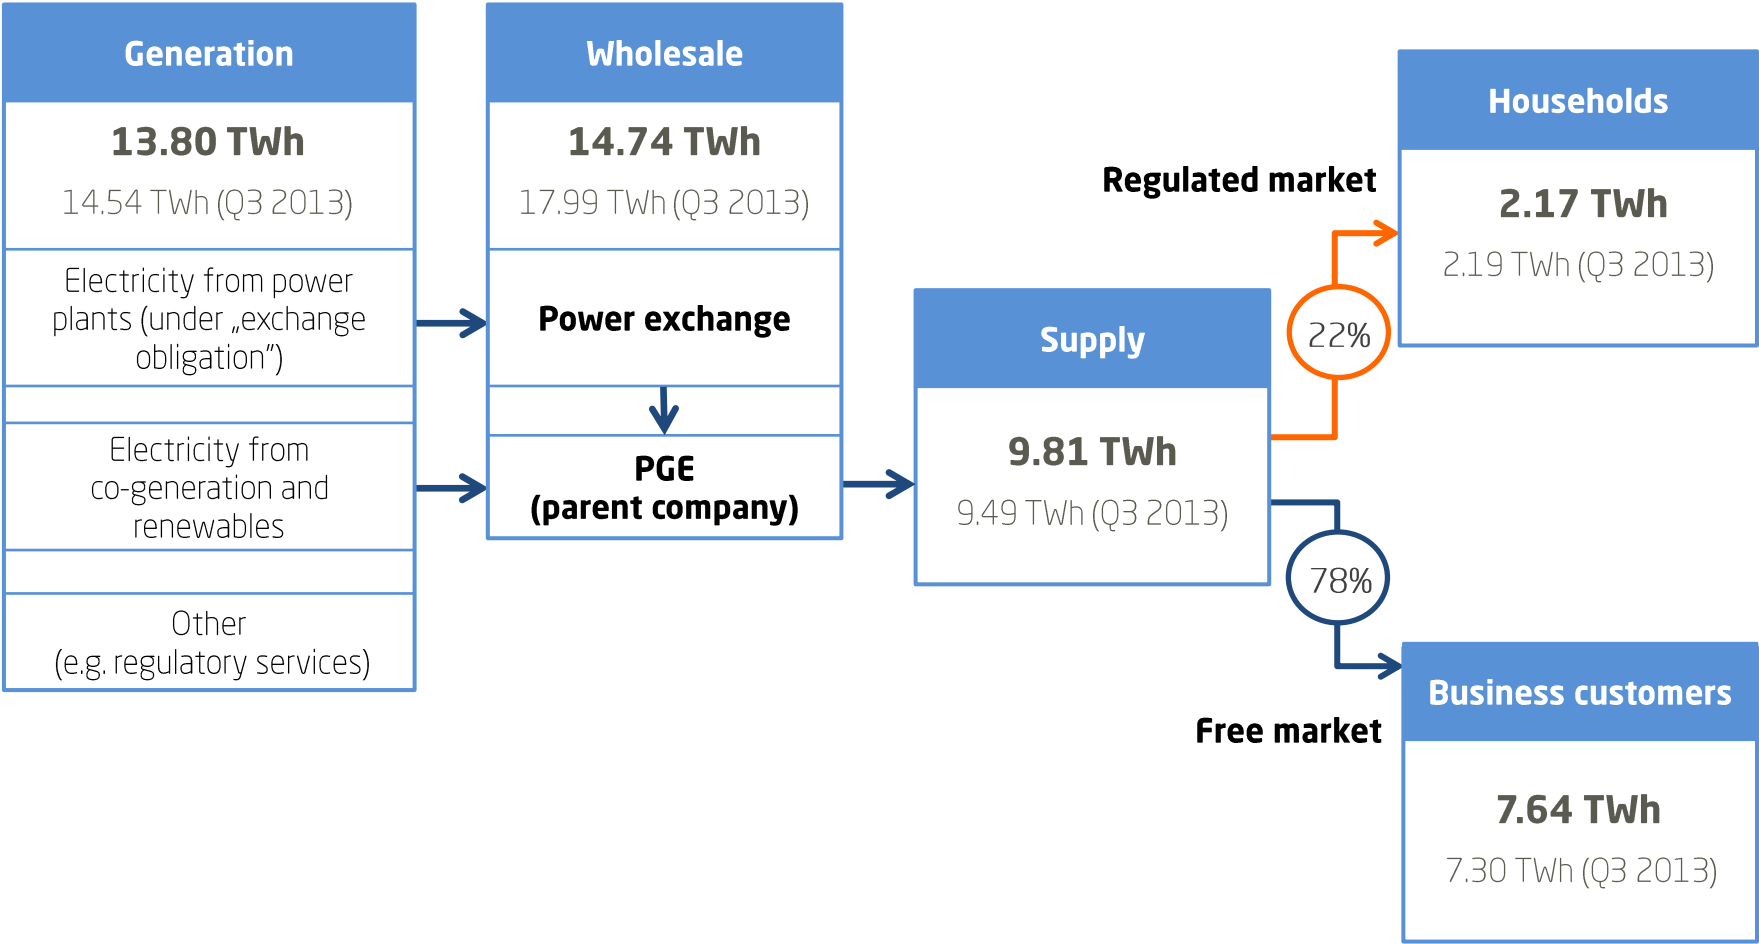 Generation
13.80 TWh
14.54 TWh (Q3 2013)
Electricity from power
plants (under „exchange
obligation”)
Electricity from
co-generation and
renewables
Other
(e.g. regulatory services)
Wholesale
14.74 TWh
17.99 TWh (Q3 2013)
Power exchange
PGE
(parent company)
Supply
9.81 TWh
9.49 TWh (Q3 2013)
Regulated market
22%
Households
2.17 TWh
2.19 TWh (Q3 2013)
78%
Free market
Business customers
7.64 TWh
7.30 TWh (Q3 2013)